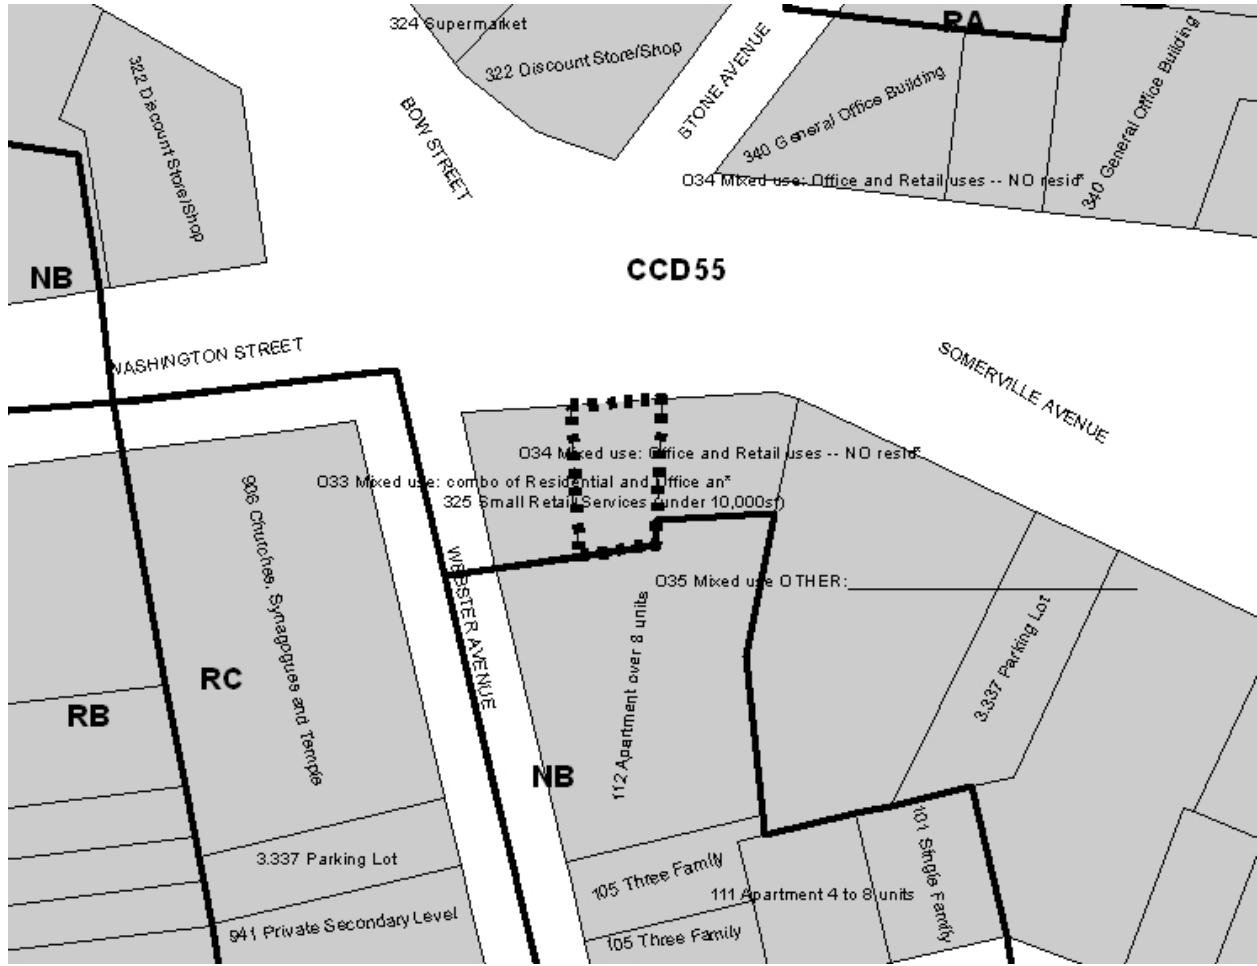 324 Supermarket
RA
322 Discount Store/Shop
322 Discount Store/Shop
STONE AVENUE
340 General Office Building
340 General Office Building
BOW STREET
O34 Mixed use: Office and Retail uses -- NO resid*
NB
CCD55
WASHINGTON STREET
SOMERVILLE AVENUE
O34 Mixed use: Office and Retail uses -- NO resid*
O33 Mixed use: combo of Residential and Office an*
325 Small Retail Services (under 10,000sf)
906 Churches, Synagogues and Temple
WEBSTER AVENUE
O35 Mixed use OTHER:
112 Apartment over 8 units
3.337 Parking Lot
RC
RB
NB
101 Single Family
3.337 Parking Lot
105 Three Family
111 Apartment 4 to 8 units
941 Private Secondary Level
105 Three Family